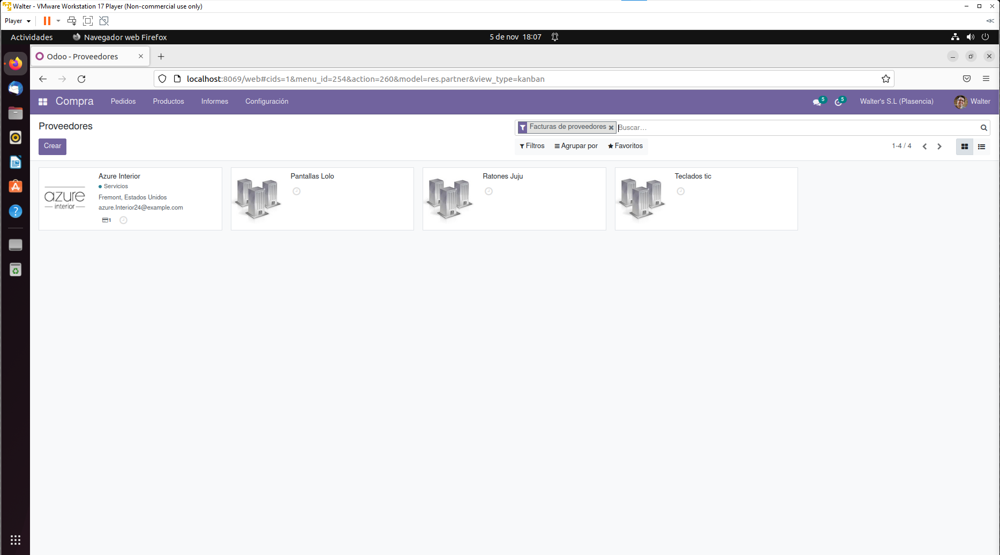 Walter - VMware Workstation 17 Player (Non-commercial use only)
Player
Actividades
Navegador web Firefox
5 de nov 18:07
Odoo - Proveedores
localhost:8069/web#cids=1&menu_id=254&action=260&model=res.partner&view_type=kanban
Compra
Pedidos
Productos
Informes
Configuración
5
5
Walter's S.L (Plasencia)
Walter
Proveedores
Facturas de proveedores
Buscar...
Crear
Filtros
Agrupar por
Favoritos
1-4 / 4
azure
interior
Azure Interior
Servicios
Fremont, Estados Unidos
azure.Interior24@example.com
1
Pantallas Lolo
Ratones Juju
Teclados tic